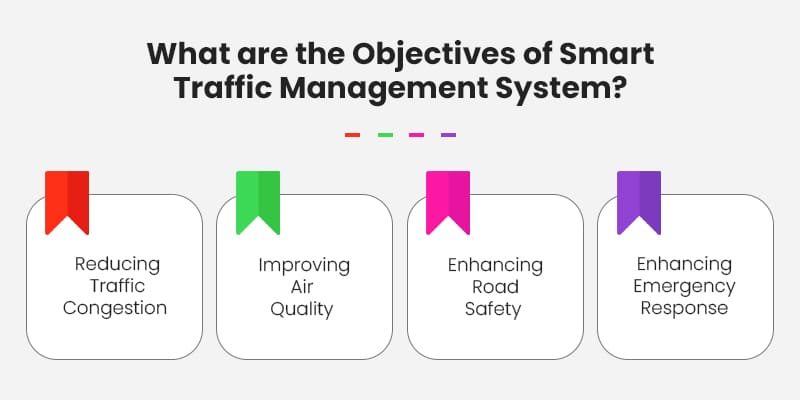 What are the Objectives of Smart
Traffic Management System?
Reducing
Traffic
Congestion
Improving
Air
Quality
Enhancing
Road
Safety
Enhancing
Emergency
Response